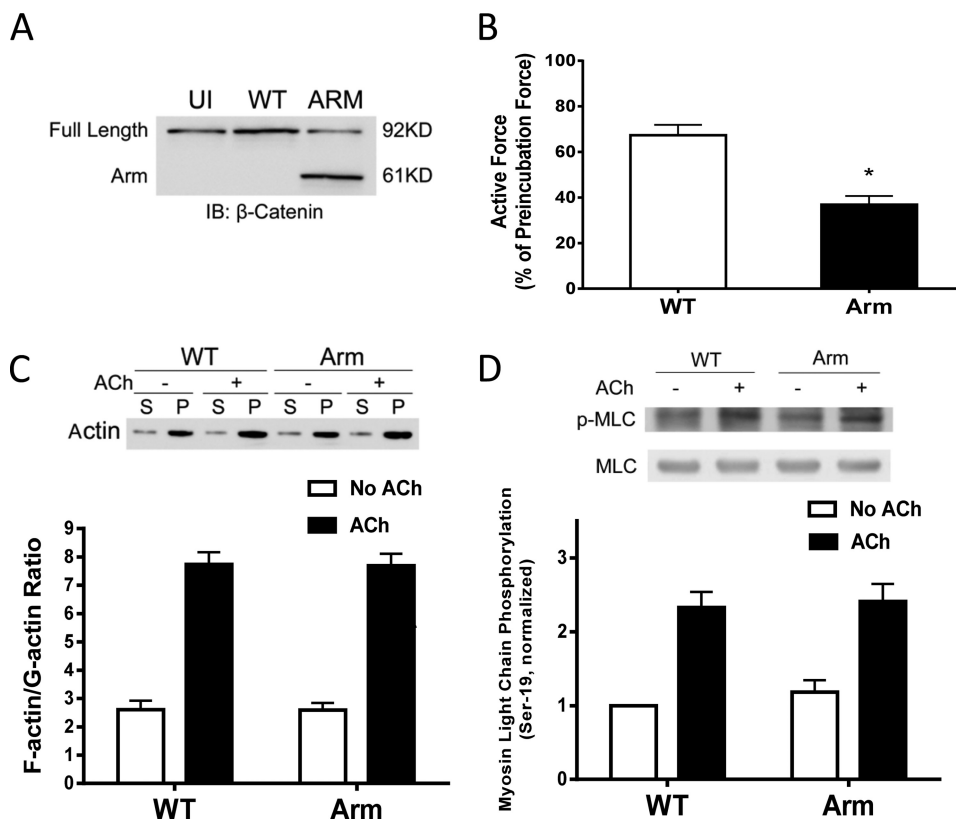 A
UI WT ARM
Full Length 92KD
Arm 61KD
IB: β-Catenin
B
Active Force
(% of Preincubation Force)
100
80
60
40
20
0
*
WT Arm
C
WT Arm
ACh - + - +
S P S P S P S P
Actin
No ACh
ACh
F-actin/G-actin Ratio
9
8
7
6
5
4
3
2
1
0
WT Arm
D
WT Arm
ACh - + - +
p-MLC
MLC
No ACh
ACh
Myosin Light Chain Phosphorylation
(Ser-19, normalized)
3
2
1
0
WT Arm